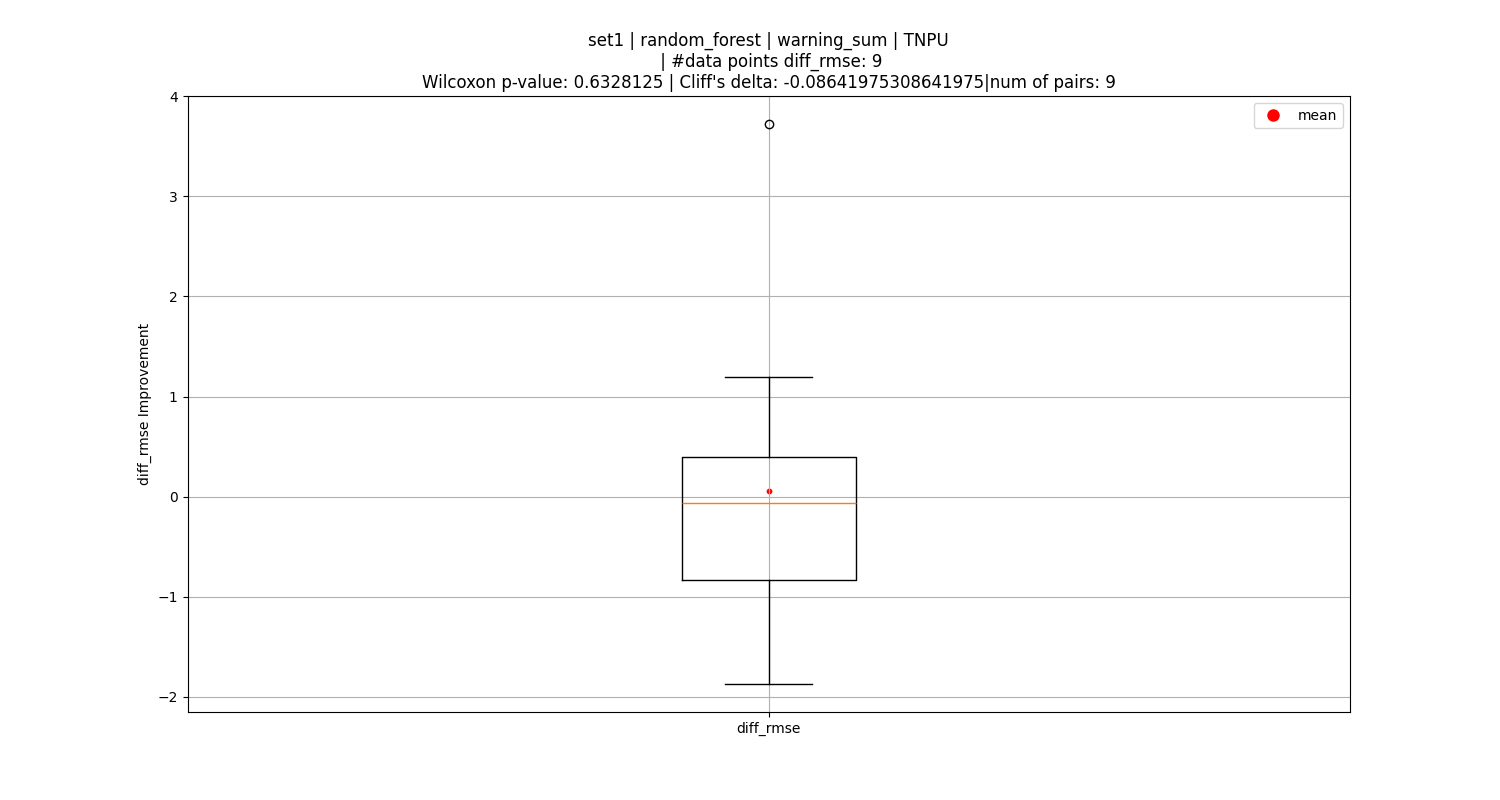 set1 | random_forest | warning_sum | TNPU
| #data points diff_rmse: 9
Wilcoxon p-value: 0.6328125 | Cliff's delta: -0.08641975308641975|num of pairs: 9
4
mean
3
2
1
0
−1
−2
diff_rmse Improvement
diff_rmse